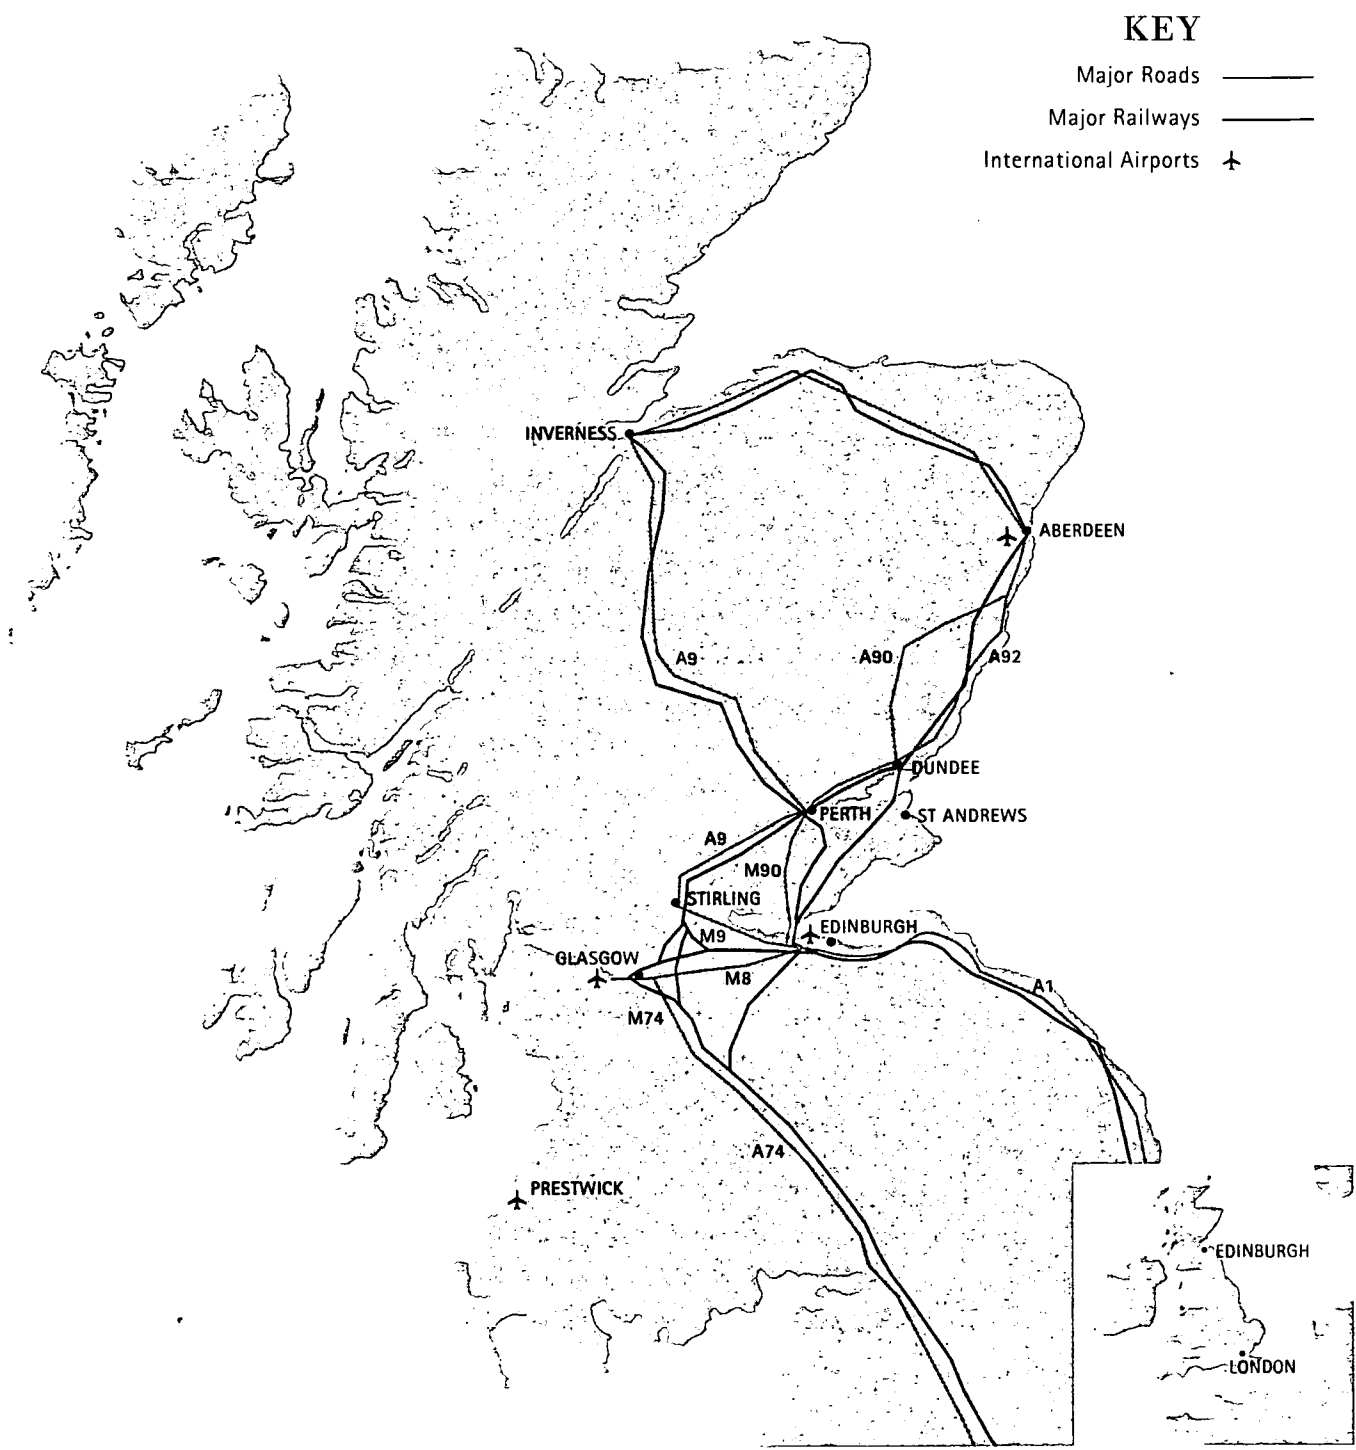 KEY
Major Roads
Major Railways
International Airports
INVERNESS
ABERDEEN
A9
A90
A92
DUNDEE
PERTH
ST ANDREWS
A9
M90
STIRLING
EDINBURGH
M9
GLASGOW
M8
A1
M74
A74
PRESTWICK
EDINBURGH
LONDON